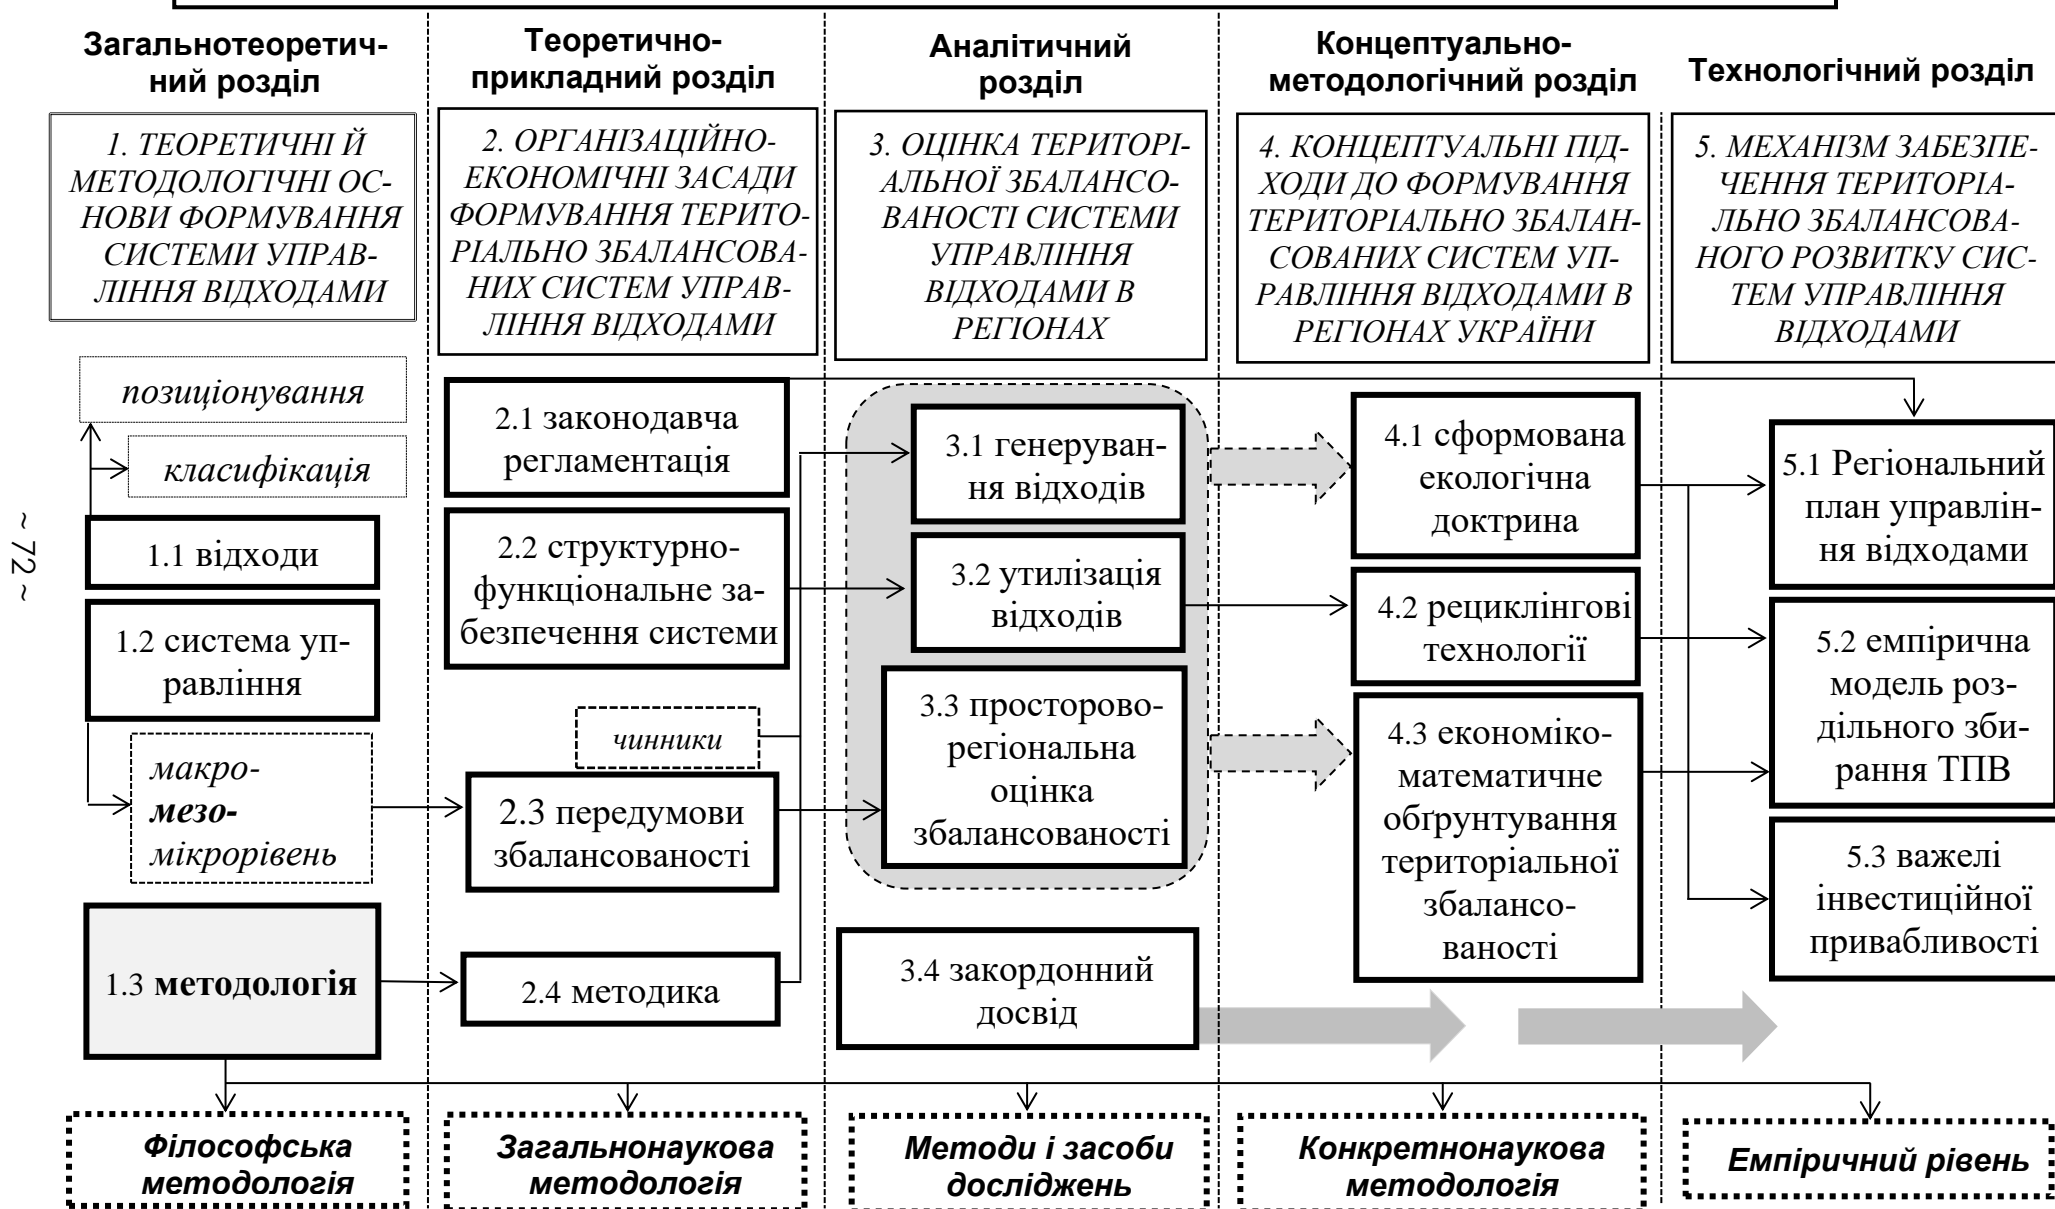 Загальнотеоретич-
ний розділ
Теоретично-
прикладний розділ
Аналітичний
розділ
Концептуально-
методологічний розділ
Технологічний розділ
1. ТЕОРЕТИЧНІ Й
МЕТОДОЛОГІЧНІ ОС-
НОВИ ФОРМУВАННЯ
СИСТЕМИ УПРАВ-
ЛІННЯ ВІДХОДАМИ
2. ОРГАНІЗАЦІЙНО-
ЕКОНОМІЧНІ ЗАСАДИ
ФОРМУВАННЯ ТЕРИТО-
РІАЛЬНО ЗБАЛАНСОВА-
НИХ СИСТЕМ УПРАВ-
ЛІННЯ ВІДХОДАМИ
3. ОЦІНКА ТЕРИТОРІ-
АЛЬНОЇ ЗБАЛАНСО-
ВАНОСТІ СИСТЕМИ
УПРАВЛІННЯ
ВІДХОДАМИ В
РЕГІОНАХ
4. КОНЦЕПТУАЛЬНІ ПІД-
ХОДИ ДО ФОРМУВАННЯ
ТЕРИТОРІАЛЬНО ЗБАЛАН-
СОВАНИХ СИСТЕМ УП-
РАВЛІННЯ ВІДХОДАМИ В
РЕГІОНАХ УКРАЇНИ
5. МЕХАНІЗМ ЗАБЕЗПЕ-
ЧЕННЯ ТЕРИТОРІА-
ЛЬНО ЗБАЛАНСОВА-
НОГО РОЗВИТКУ СИС-
ТЕМ УПРАВЛІННЯ
ВІДХОДАМИ
позиціонування
класифікація
1.1 відходи
1.2 система уп-
равління
макро-
мезо-
мікрорівень
1.3 методологія
2.1 законодавча
регламентація
2.2 структурно-
функціональне за-
безпечення системи
чинники
2.3 передумови
збалансованості
2.4 методика
3.1 генеруван-
ня відходів
3.2 утилізація
відходів
3.3 просторово-
регіональна
оцінка
збалансованості
3.4 закордонний
досвід
4.1 сформована
екологічна
доктрина
4.2 рециклінгові
технології
4.3 економіко-
математичне
обґрунтування
територіальної
збалансо-
ваності
5.1 Регіональний
план управлін-
ня відходами
5.2 емпірична
модель роз-
дільного зби-
рання ТПВ
5.3 важелі
інвестиційної
привабливості
~ 72 ~
Філософська
методологія
Загальнонаукова
методологія
Методи і засоби
досліджень
Конкретнонаукова
методологія
Емпіричний рівень